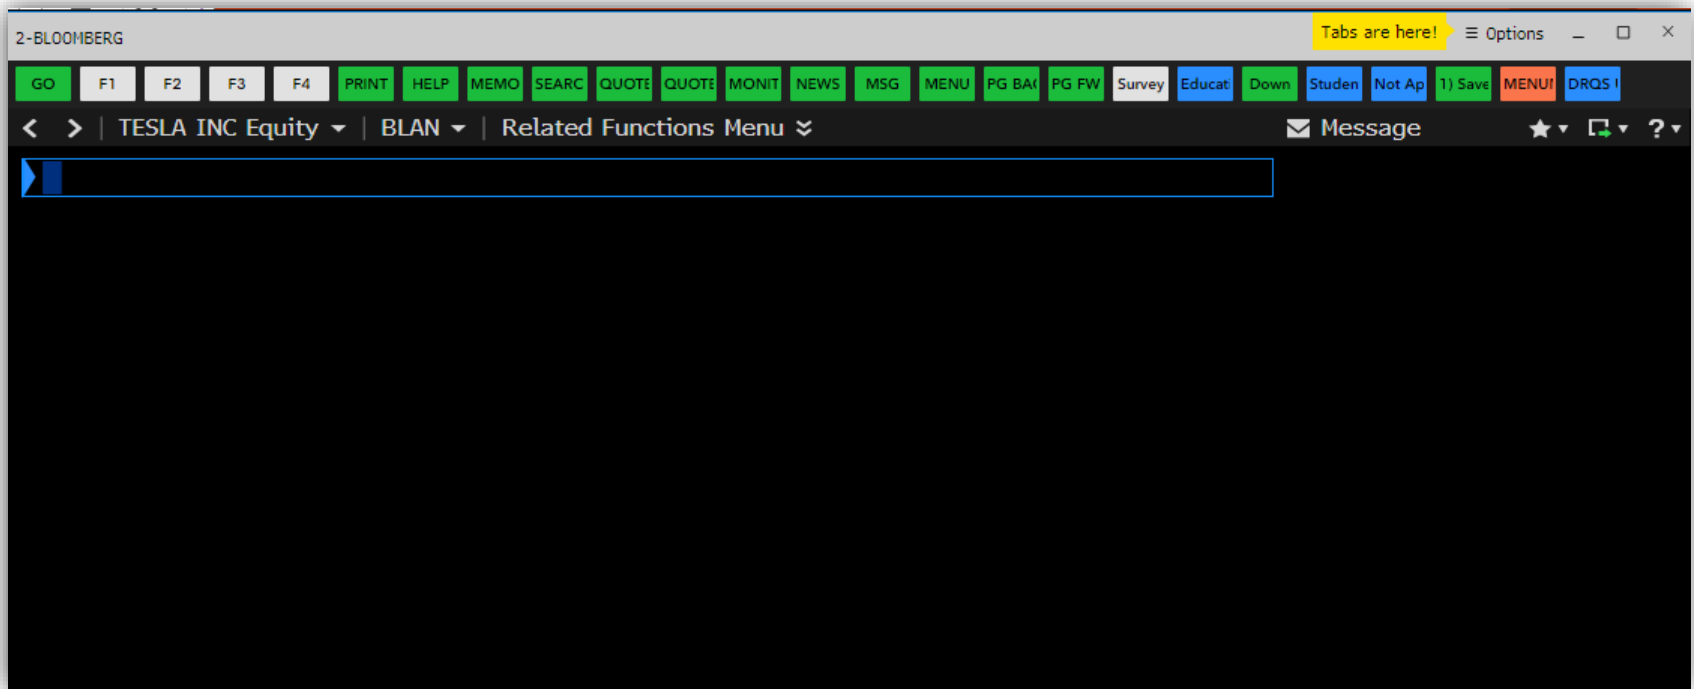 2-BLOOMBERG Tabs are here! Options
GO F1 F2 F3 F4 PRINT HELP MEMO SEARC QUOTE QUOTE MONIT NEWS MSG MENU PG BA PG FW Survey Educati Down Studen Not Ap 1) Save MENU DRQS
TESLA INC Equity BLAN Related Functions Menu Message ?